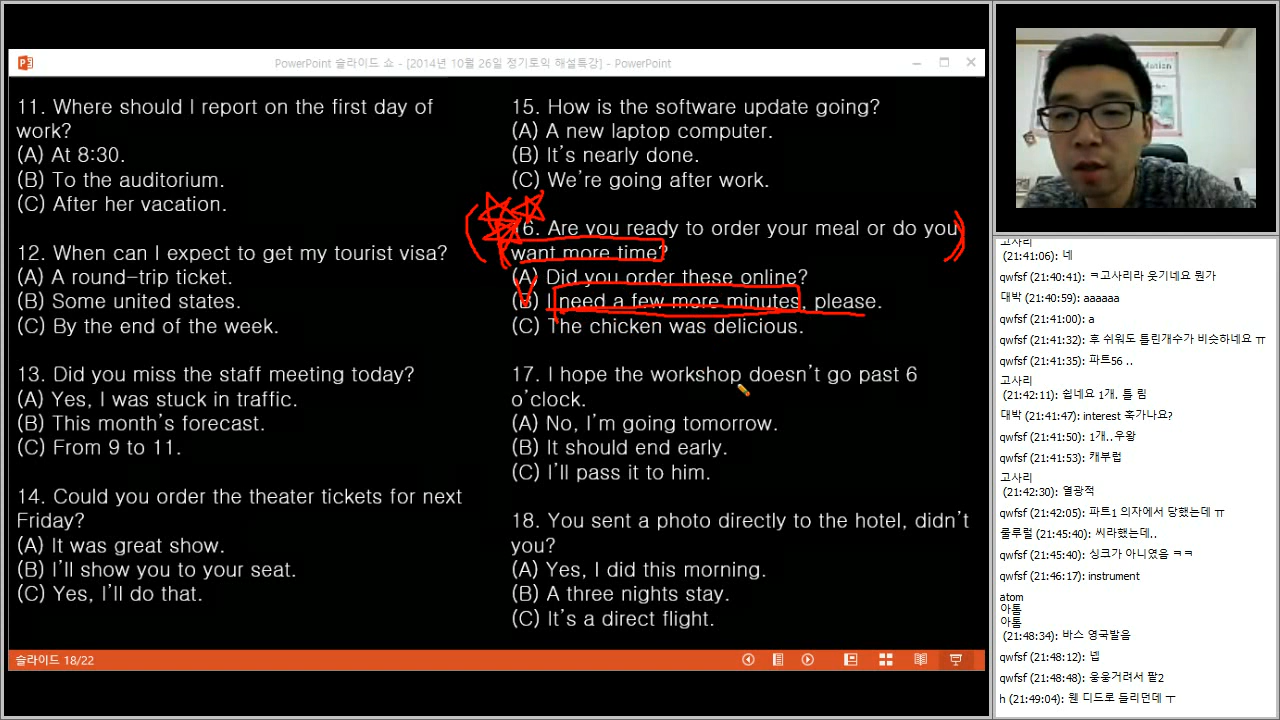 PowerPoint 슬라이드 쇼 - [2014년 10월 26일 정기토익 해설특강] - PowerPoint
11. Where should I report on the first day of
work?
(A) At 8:30.
(B) To the auditorium.
(C) After her vacation.
12. When can I expect to get my tourist visa?
(A) A round-trip ticket.
(B) Some united states.
(C) By the end of the week.
13. Did you miss the staff meeting today?
(A) Yes, I was stuck in traffic.
(B) This month's forecast.
(C) From 9 to 11.
14. Could you order the theater tickets for next
Friday?
(A) It was great show.
(B) I'll show you to your seat.
(C) Yes, I'll do that.
15. How is the software update going?
(A) A new laptop computer.
(B) It's nearly done.
(C) We're going after work.
16. Are you ready to order your meal or do you
want more time?
(A) Did you order these online?
(B) I need a few more minutes, please.
(C) The chicken was delicious.
17. I hope the workshop doesn't go past 6
o'clock.
(A) No, I'm going tomorrow.
(B) It should end early.
(C) I'll pass it to him.
18. You sent a photo directly to the hotel, didn't
you?
(A) Yes, I did this morning.
(B) A three nights stay.
(C) It's a direct flight.
슬라이드 18/22
고사리
(21:41:06): 네
qwfsf (21:40:41): ㅋ고사리라 웃기네요 뭔가
대박 (21:40:59): aaaaaa
qwfsf (21:41:00): a
qwfsf (21:41:32): 후 쉬워도 틀린개수가 비슷하네요 ㅠ
qwfsf (21:41:35): 파트56 ..
고사리
(21:42:11): 쉽네요 1개. 틀 림
대박 (21:41:47): interest 혹가나요?
qwfsf (21:41:50): 1개..우왕
qwfsf (21:41:53): 캐부럽
고사리
(21:42:30): 열광적
qwfsf (21:42:05): 파트1 의자에서 당했는데 ㅠ
룰루럴 (21:45:40): 씨라했는데..
qwfsf (21:45:40): 싱크가 아니였음 ㅋㅋ
qwfsf (21:46:17): instrument
atom
아톰
아톰
(21:48:34): 바스 영국발음
qwfsf (21:48:12): 넵
qwfsf (21:48:48): 웅웅거려서 팥2
h (21:49:04): 웬 디드로 들리던데 ㅜ